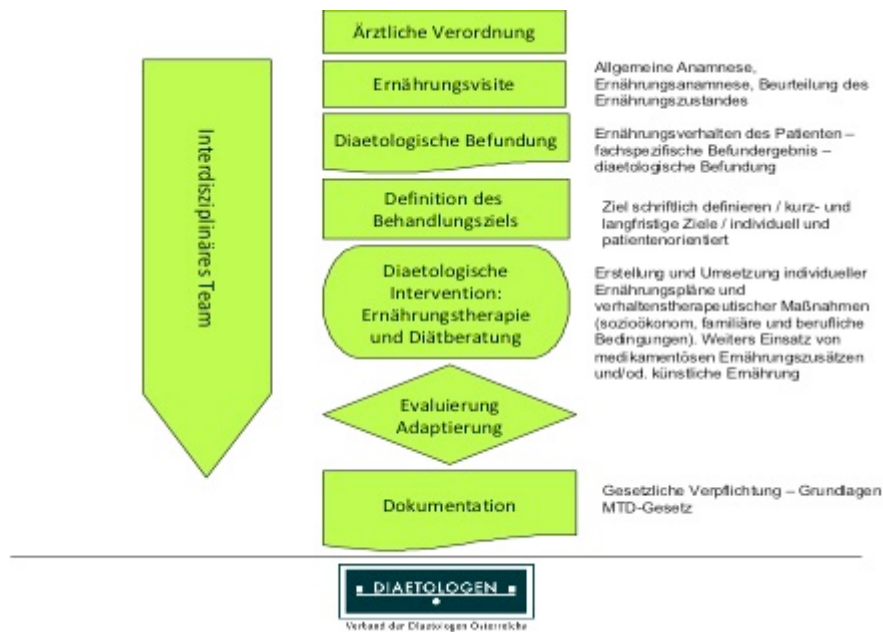 Ärztliche Verordnung
Ernährungsvisite
Allgemeine Anamnese,
Ernährungsanamnese, Beurteilung des
Ernährungszustandes
Diaetologische Befundung
Ernährungsverhalten des Patienten –
fachspezifische Befundergebnis –
diaetologische Befundung
Definition des
Behandlungsziels
Ziel schriftlich definieren / kurz- und
langfristige Ziele / individuell und
patientenorientiert
Interdisziplinäres Team
Diaetologische
Intervention:
Ernährungstherapie
und Diätberatung
Erstellung und Umsetzung individueller
Ernährungspläne und
verhaltenstherapeutischer Maßnahmen
(sozioökonom, familiäre und berufliche
Bedingungen). Weiters Einsatz von
medikamentösen Ernährungszusätzen
und/od. künstliche Ernährung
Evaluierung
Adaptierung
Dokumentation
Gesetzliche Verpflichtung – Grundlagen
MTD-Gesetz
DIAETOLOGEN
Verband der Diaetologen Österreichs